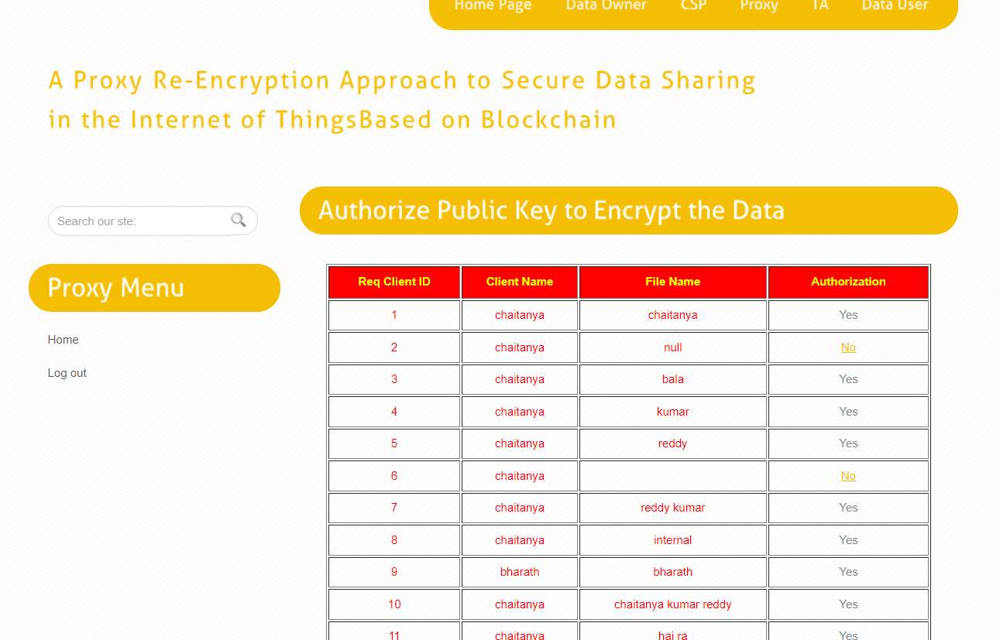 Home Page Data Owner CSP Proxy TA Data User
A Proxy Re-Encryption Approach to Secure Data Sharing
in the Internet of ThingsBased on Blockchain
Authorize Public Key to Encrypt the Data
Search our ste:
Proxy Menu
Home
Log out
Req Client ID Client Name File Name Authorization
1 chaitanya chaitanya Yes
2 chaitanya null No
3 chaitanya bala Yes
4 chaitanya kumar Yes
5 chaitanya reddy Yes
6 chaitanya No
7 chaitanya reddy kumar Yes
8 chaitanya internal Yes
9 bharath bharath Yes
10 chaitanya chaitanya kumar reddy Yes
11 chaitanya hai ra Yes